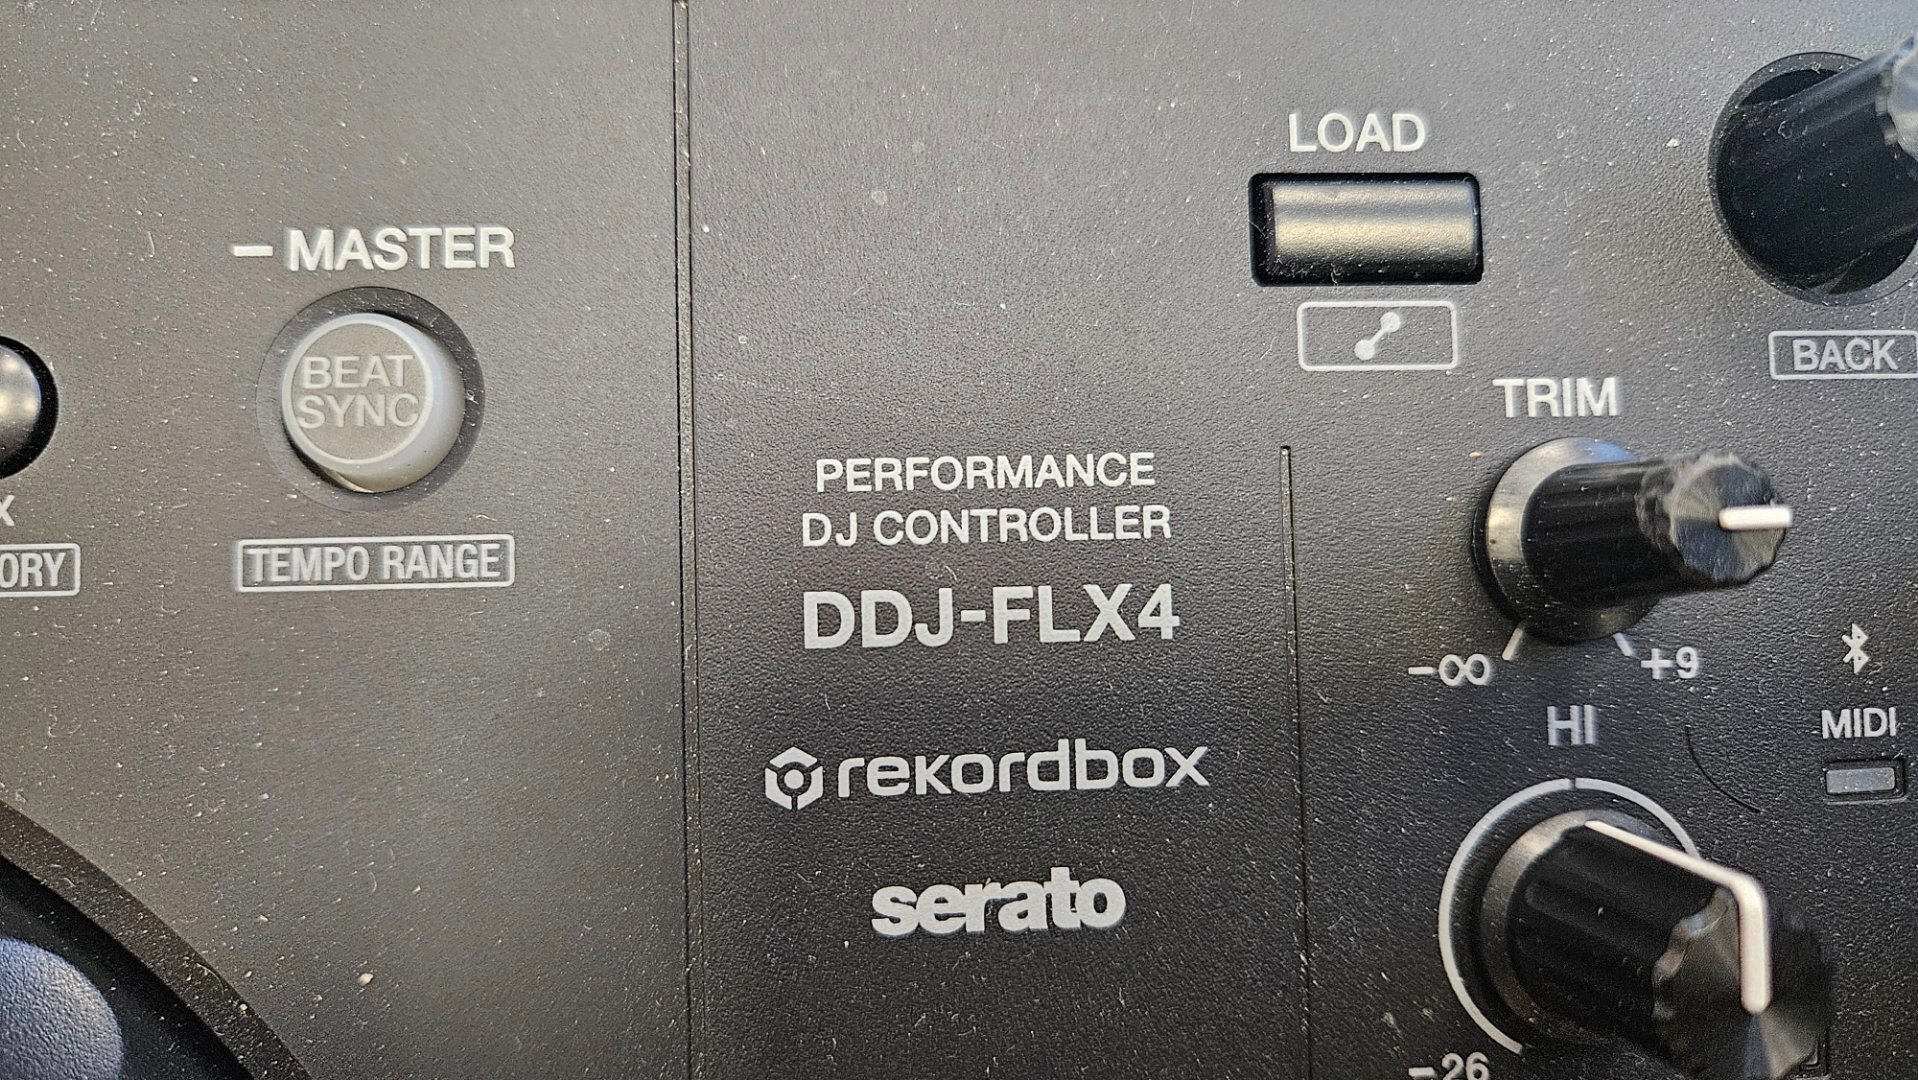 LOAD
– MASTER
BEAT
SYNC
BACK
TRIM
PERFORMANCE
DJ CONTROLLER
TEMPO RANGE
DDJ-FLX4
-∞
+9
HI
MIDI
rekordbox
serato
-26